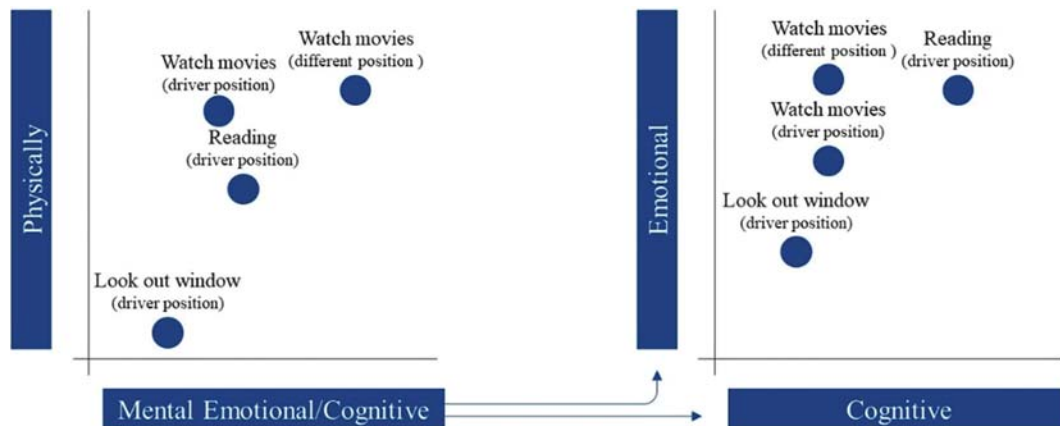 Physically
Watch movies
(driver position)
Watch movies
(different position )
Reading
(driver position)
Look out window
(driver position)
Mental Emotional/Cognitive
Emotional
Watch movies
(different position )
Reading
(driver position)
Watch movies
(driver position)
Look out window
(driver position)
Cognitive